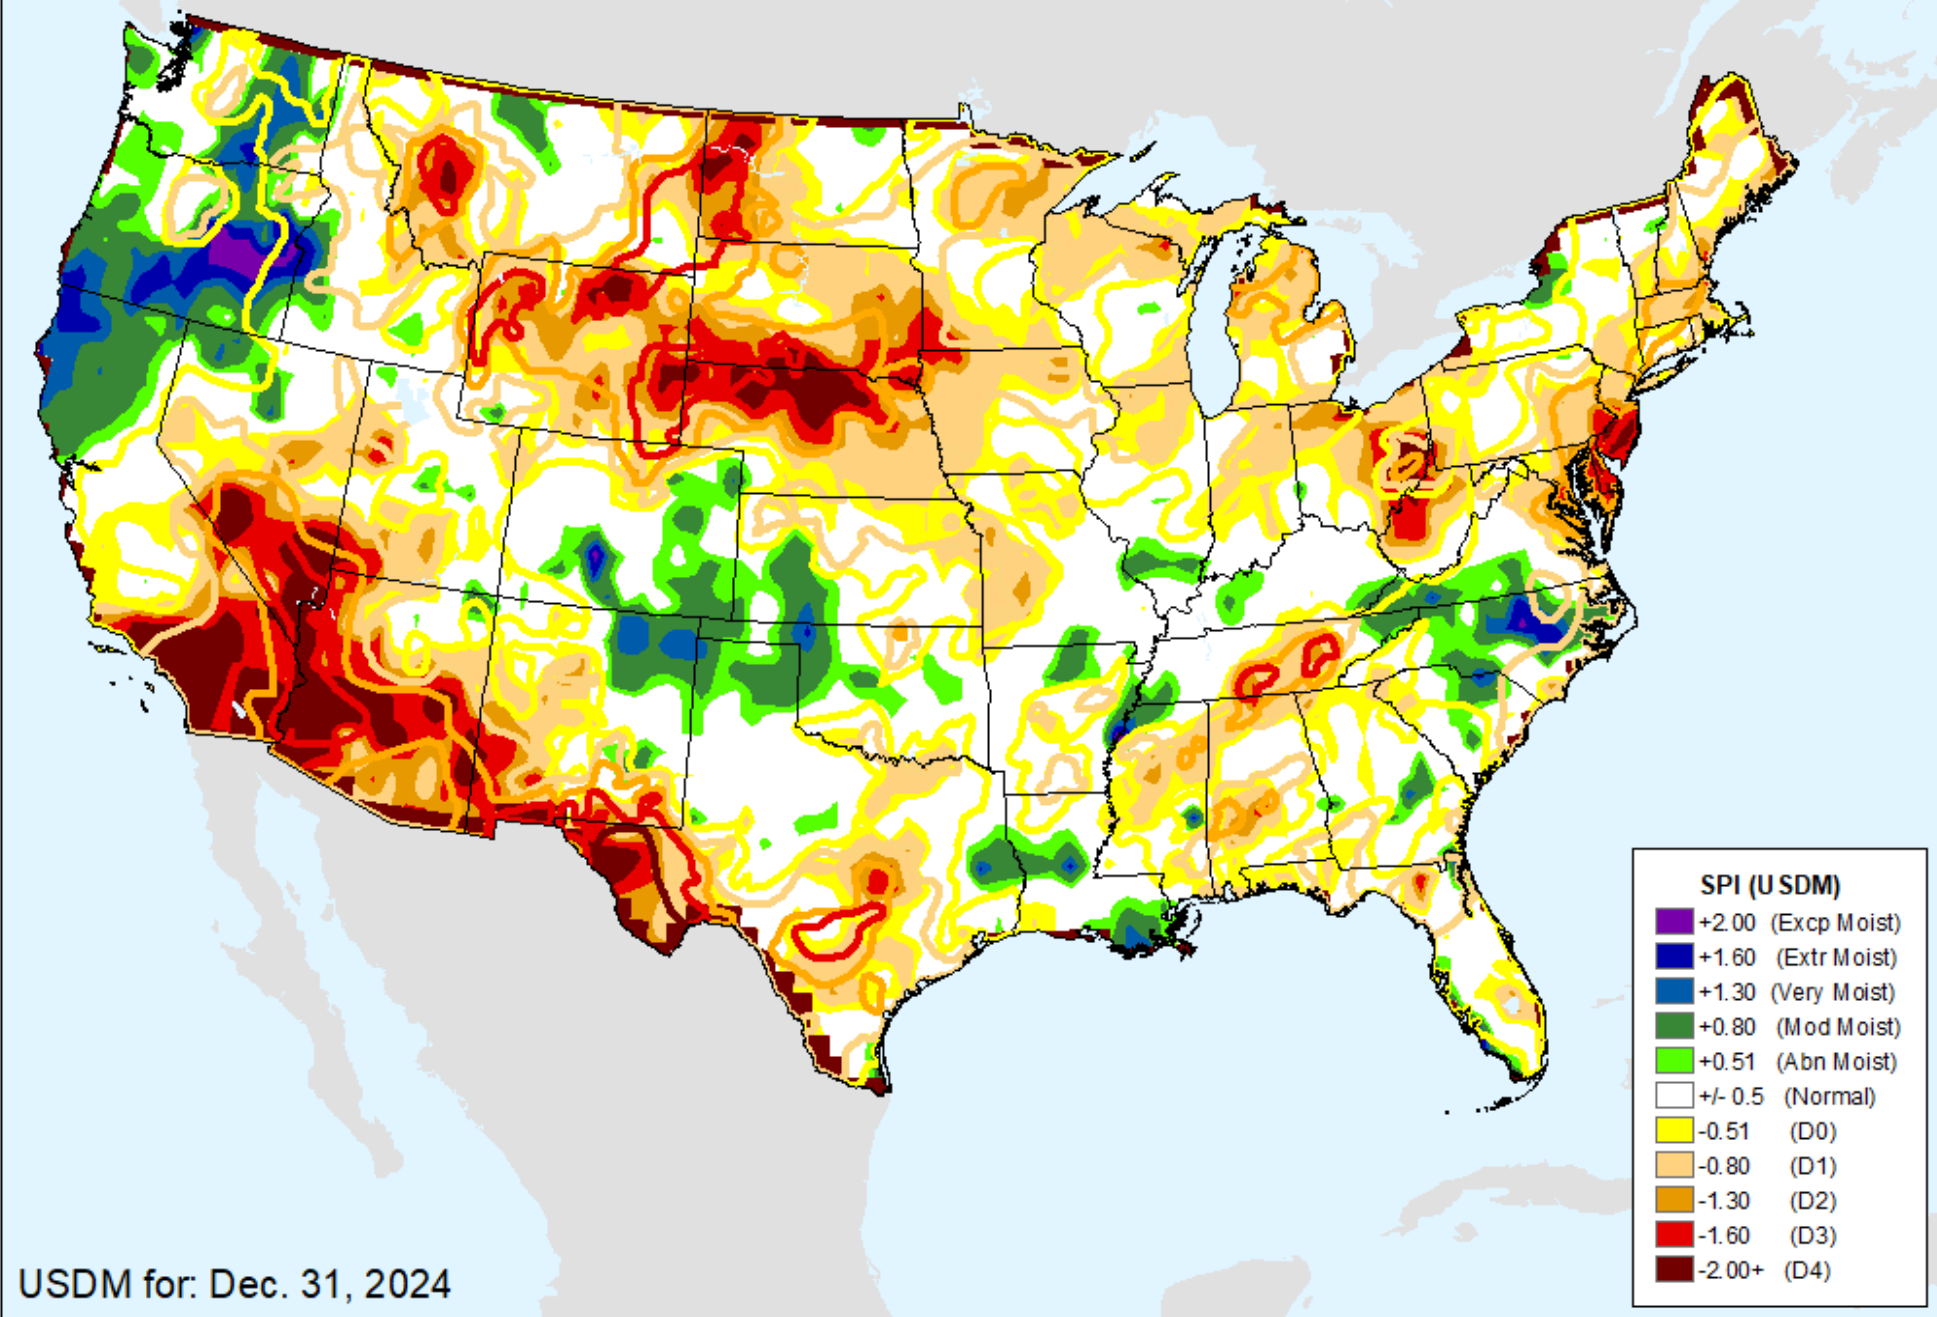 SPI (USDM)
+2.00 (Excp Moist)
+1.60 (Extr Moist)
+1.30 (Very Moist)
+0.80 (Mod Moist)
+0.51 (Abn Moist)
+/- 0.5 (Normal)
-0.51 (D0)
-0.80 (D1)
-1.30 (D2)
-1.60 (D3)
-2.00+ (D4)
USDM for: Dec. 31, 2024